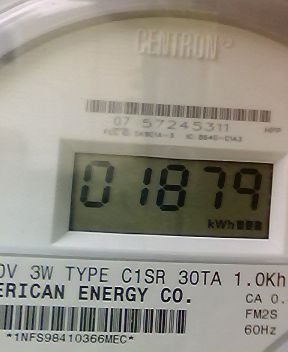 CENTRON®
07 57245311
01879
kWh
0V 3W TYPE C1SR 30TA 1.0Kh
ERICAN ENERGY CO.
CA 0.
FM2S
60Hz
*1NFS98410366MEC*